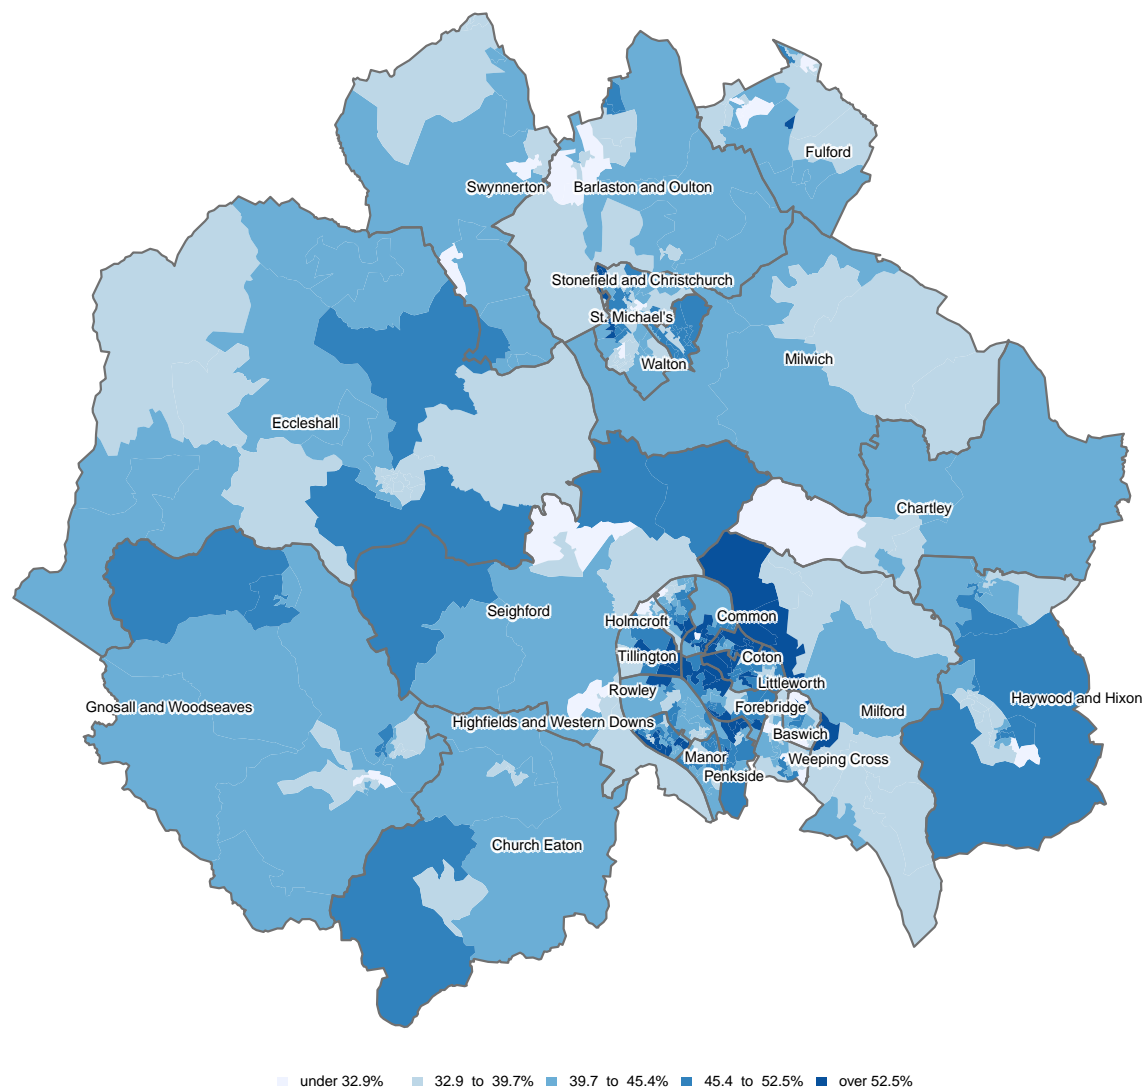 Fulford
Swynnerton
Barlaston and Oulton
Stonefield and Christchurch
St. Michael's
Walton
Milwich
Eccleshall
Chartley
Seighford
Holmcroft
Common
Tillington
Coton
Littleworth
Rowley
Haywood and Hixon
Gnosall and Woodseaves
Forebridge
Milford
Highfields and Western Downs
Baswich
Manor
Weeping Cross
Penkside
Church Eaton
under 32.9% 32.9 to 39.7% 39.7 to 45.4% 45.4 to 52.5% over 52.5%